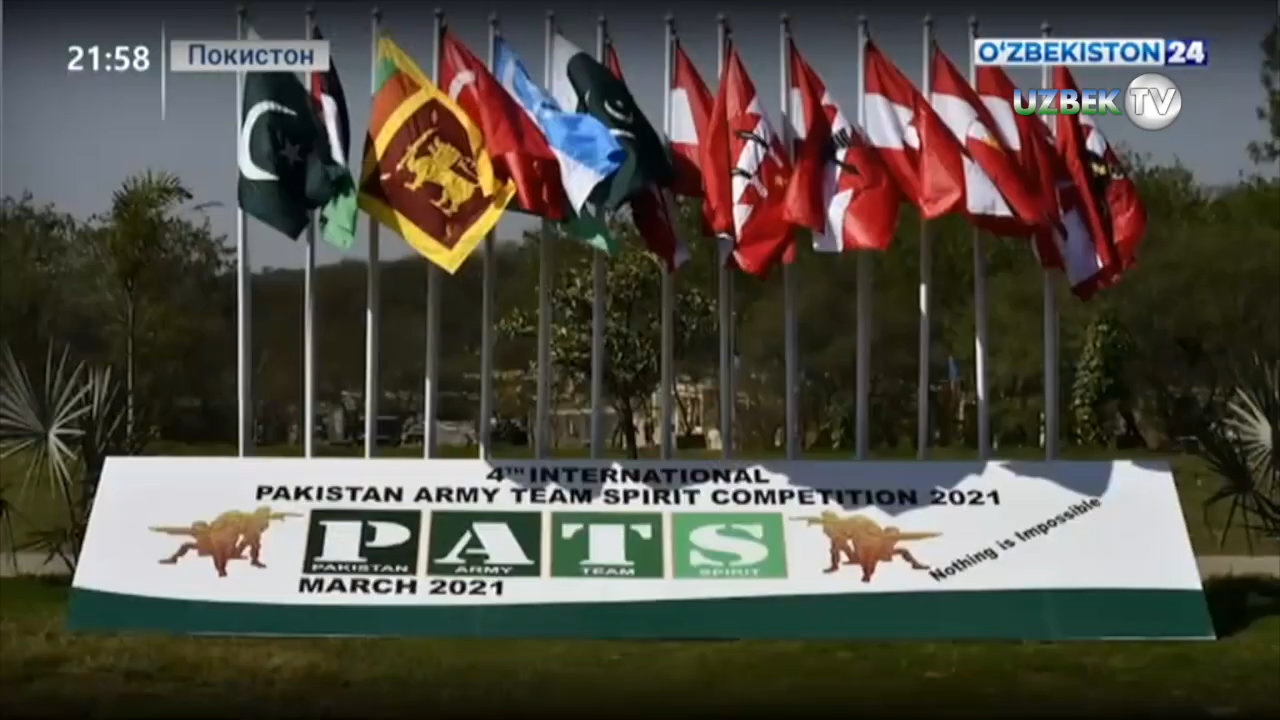 21:58
Покистон
O'ZBEKISTON 24
UZBEK TV
4TH INTERNATIONAL
PAKISTAN ARMY TEAM SPIRIT COMPETITION 2021
P A T S
PAKISTAN ARMY TEAM SPIRIT
MARCH 2021
Nothing is Impossible